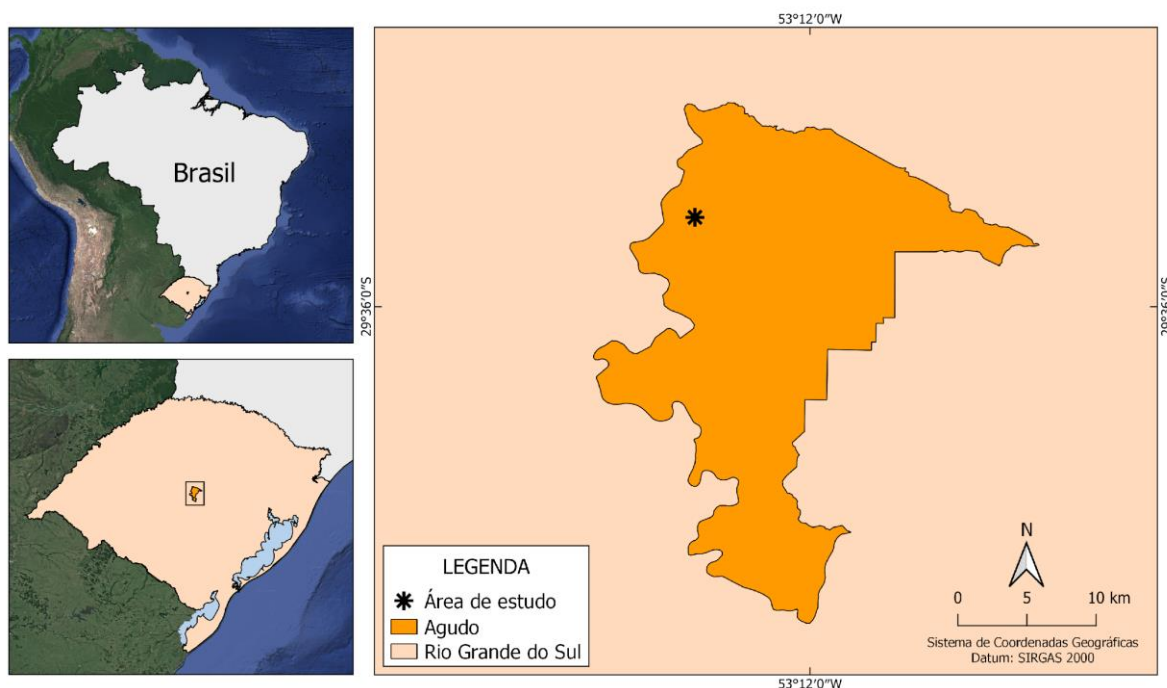 Brasil
53°12'0"W
29°36'0"S
29°36'0"S
LEGENDA
Área de estudo
Agudo
Rio Grande do Sul
N
0 5 10 km
Sistema de Coordenadas Geográficas
Datum: SIRGAS 2000
53°12'0"W